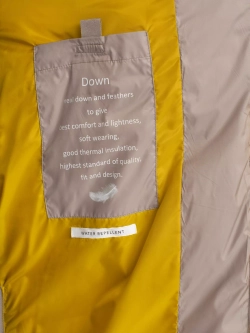 Down.
down and feathers
to give
comfort and lightness,
soft wearing,
good thermal insulation,
highest standard of quality,
fit and design.
WATER REPELLENT